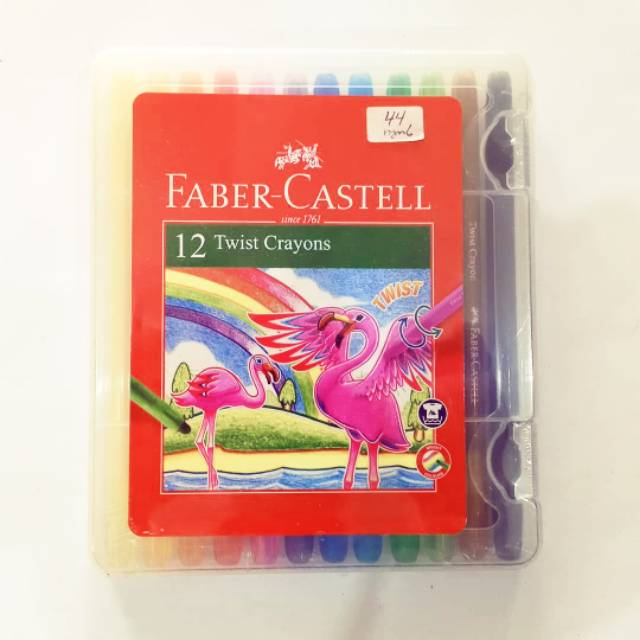 44
FABER-CASTELL
since 1761
12 Twist Crayons
TWIST
Twist Crayon
FABER-CASTELL